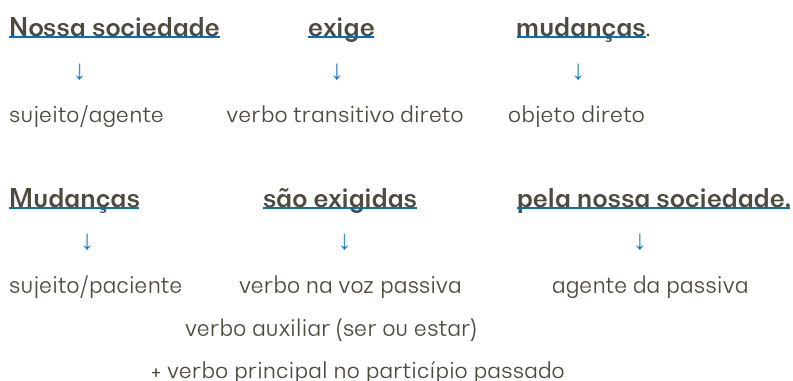 Nossa sociedade exige mudanças.
↓ ↓ ↓
sujeito/agente verbo transitivo direto objeto direto
Mudanças são exigidas pela nossa sociedade.
↓ ↓ ↓
sujeito/paciente verbo na voz passiva agente da passiva
verbo auxiliar (ser ou estar)
+ verbo principal no particípio passado